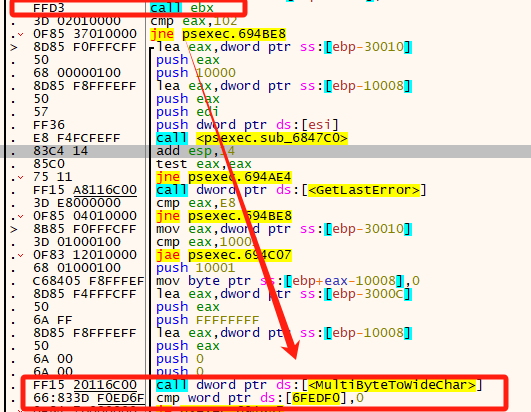 FFD3 call ebx
. 3D 02010000 cmp eax,102
. 0F85 37010000 jne psexec.694BE8
> 8D85 F0FFFCFF lea eax,dword ptr ss:[ebp-30010]
. 50 push eax
. 68 00000100 push 10000
. 8D85 F8FFFEFF lea eax,dword ptr ss:[ebp-10008]
. 50 push eax
. 57 push edi
. FF36 push dword ptr ds:[esi]
. E8 F4FCFEFF call <psexec.sub_6847C0>
. 83C4 14 add esp,14
. 85C0 test eax,eax
. 75 11 jne psexec.694AE4
. FF15 A8116C00 call dword ptr ds:[<GetLastError>]
. 3D E8000000 cmp eax,E8
. 0F85 04010000 jne psexec.694BE8
> 8B85 F0FFFCFF mov eax,dword ptr ss:[ebp-30010]
. 3D 01000100 cmp eax,10001
. 0F83 12010000 jae psexec.694C07
. 68 01000100 push 10001
. C68405 F8FFFEF mov byte ptr ss:[ebp+eax-10008],0
. 8D85 F4FFFCFF lea eax,dword ptr ss:[ebp-3000C]
. 50 push eax
. 6A FF push FFFFFFFF
. 8D85 F8FFFEFF lea eax,dword ptr ss:[ebp-10008]
. 50 push eax
. 6A 00 push 0
. 6A 00 push 0
. FF15 20116C00 call dword ptr ds:[<MultiByteToWideChar>]
. 66:833D F0ED6F cmp word ptr ds:[6FEDF0],0